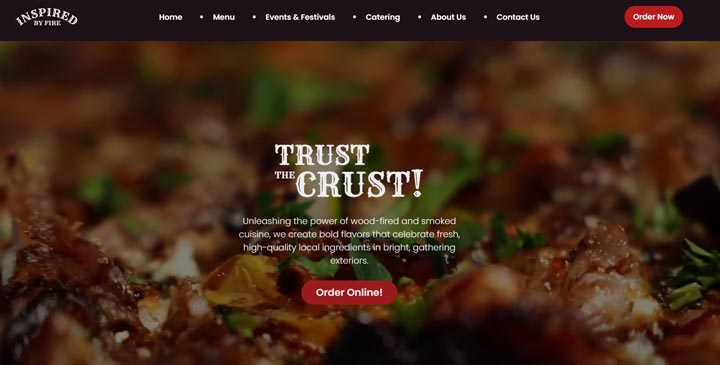 INSPIRED
BY FIRE
Home • Menu • Events & Festivals • Catering • About Us • Contact Us
Order Now
TRUST
THE CRUST!
Unleashing the power of wood-fired and smoked
cuisine, we create bold flavors that celebrate fresh,
high-quality local ingredients in bright, gathering
exteriors.
Order Online!